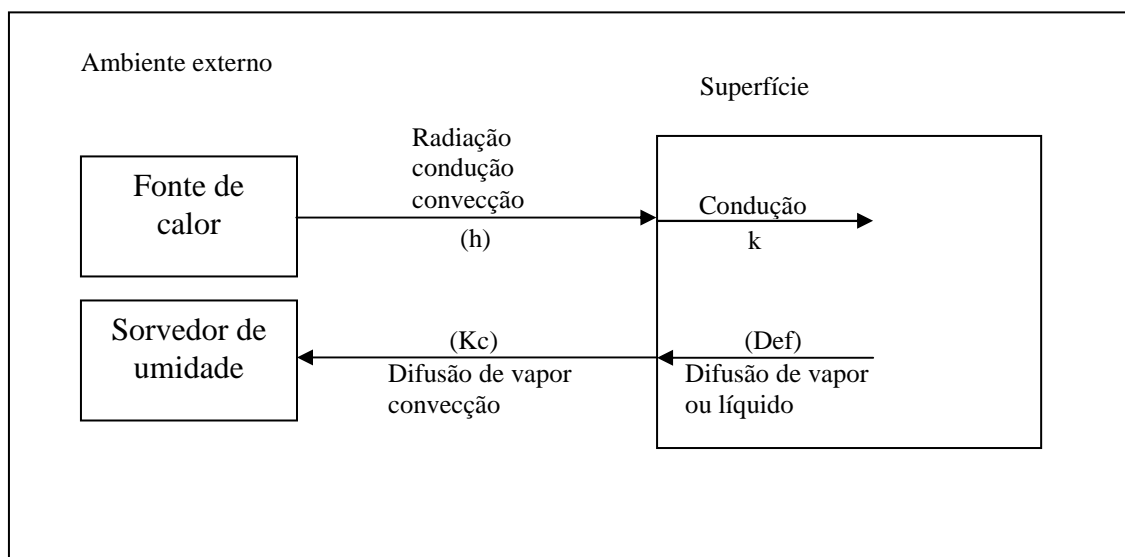 Ambiente externo
Superfície
Radiação
condução
convecção
(h)
Fonte de
calor
Condução
k
Sorvedor de
umidade
(Kc)
Difusão de vapor
convecção
(Def)
Difusão de vapor
ou líquido